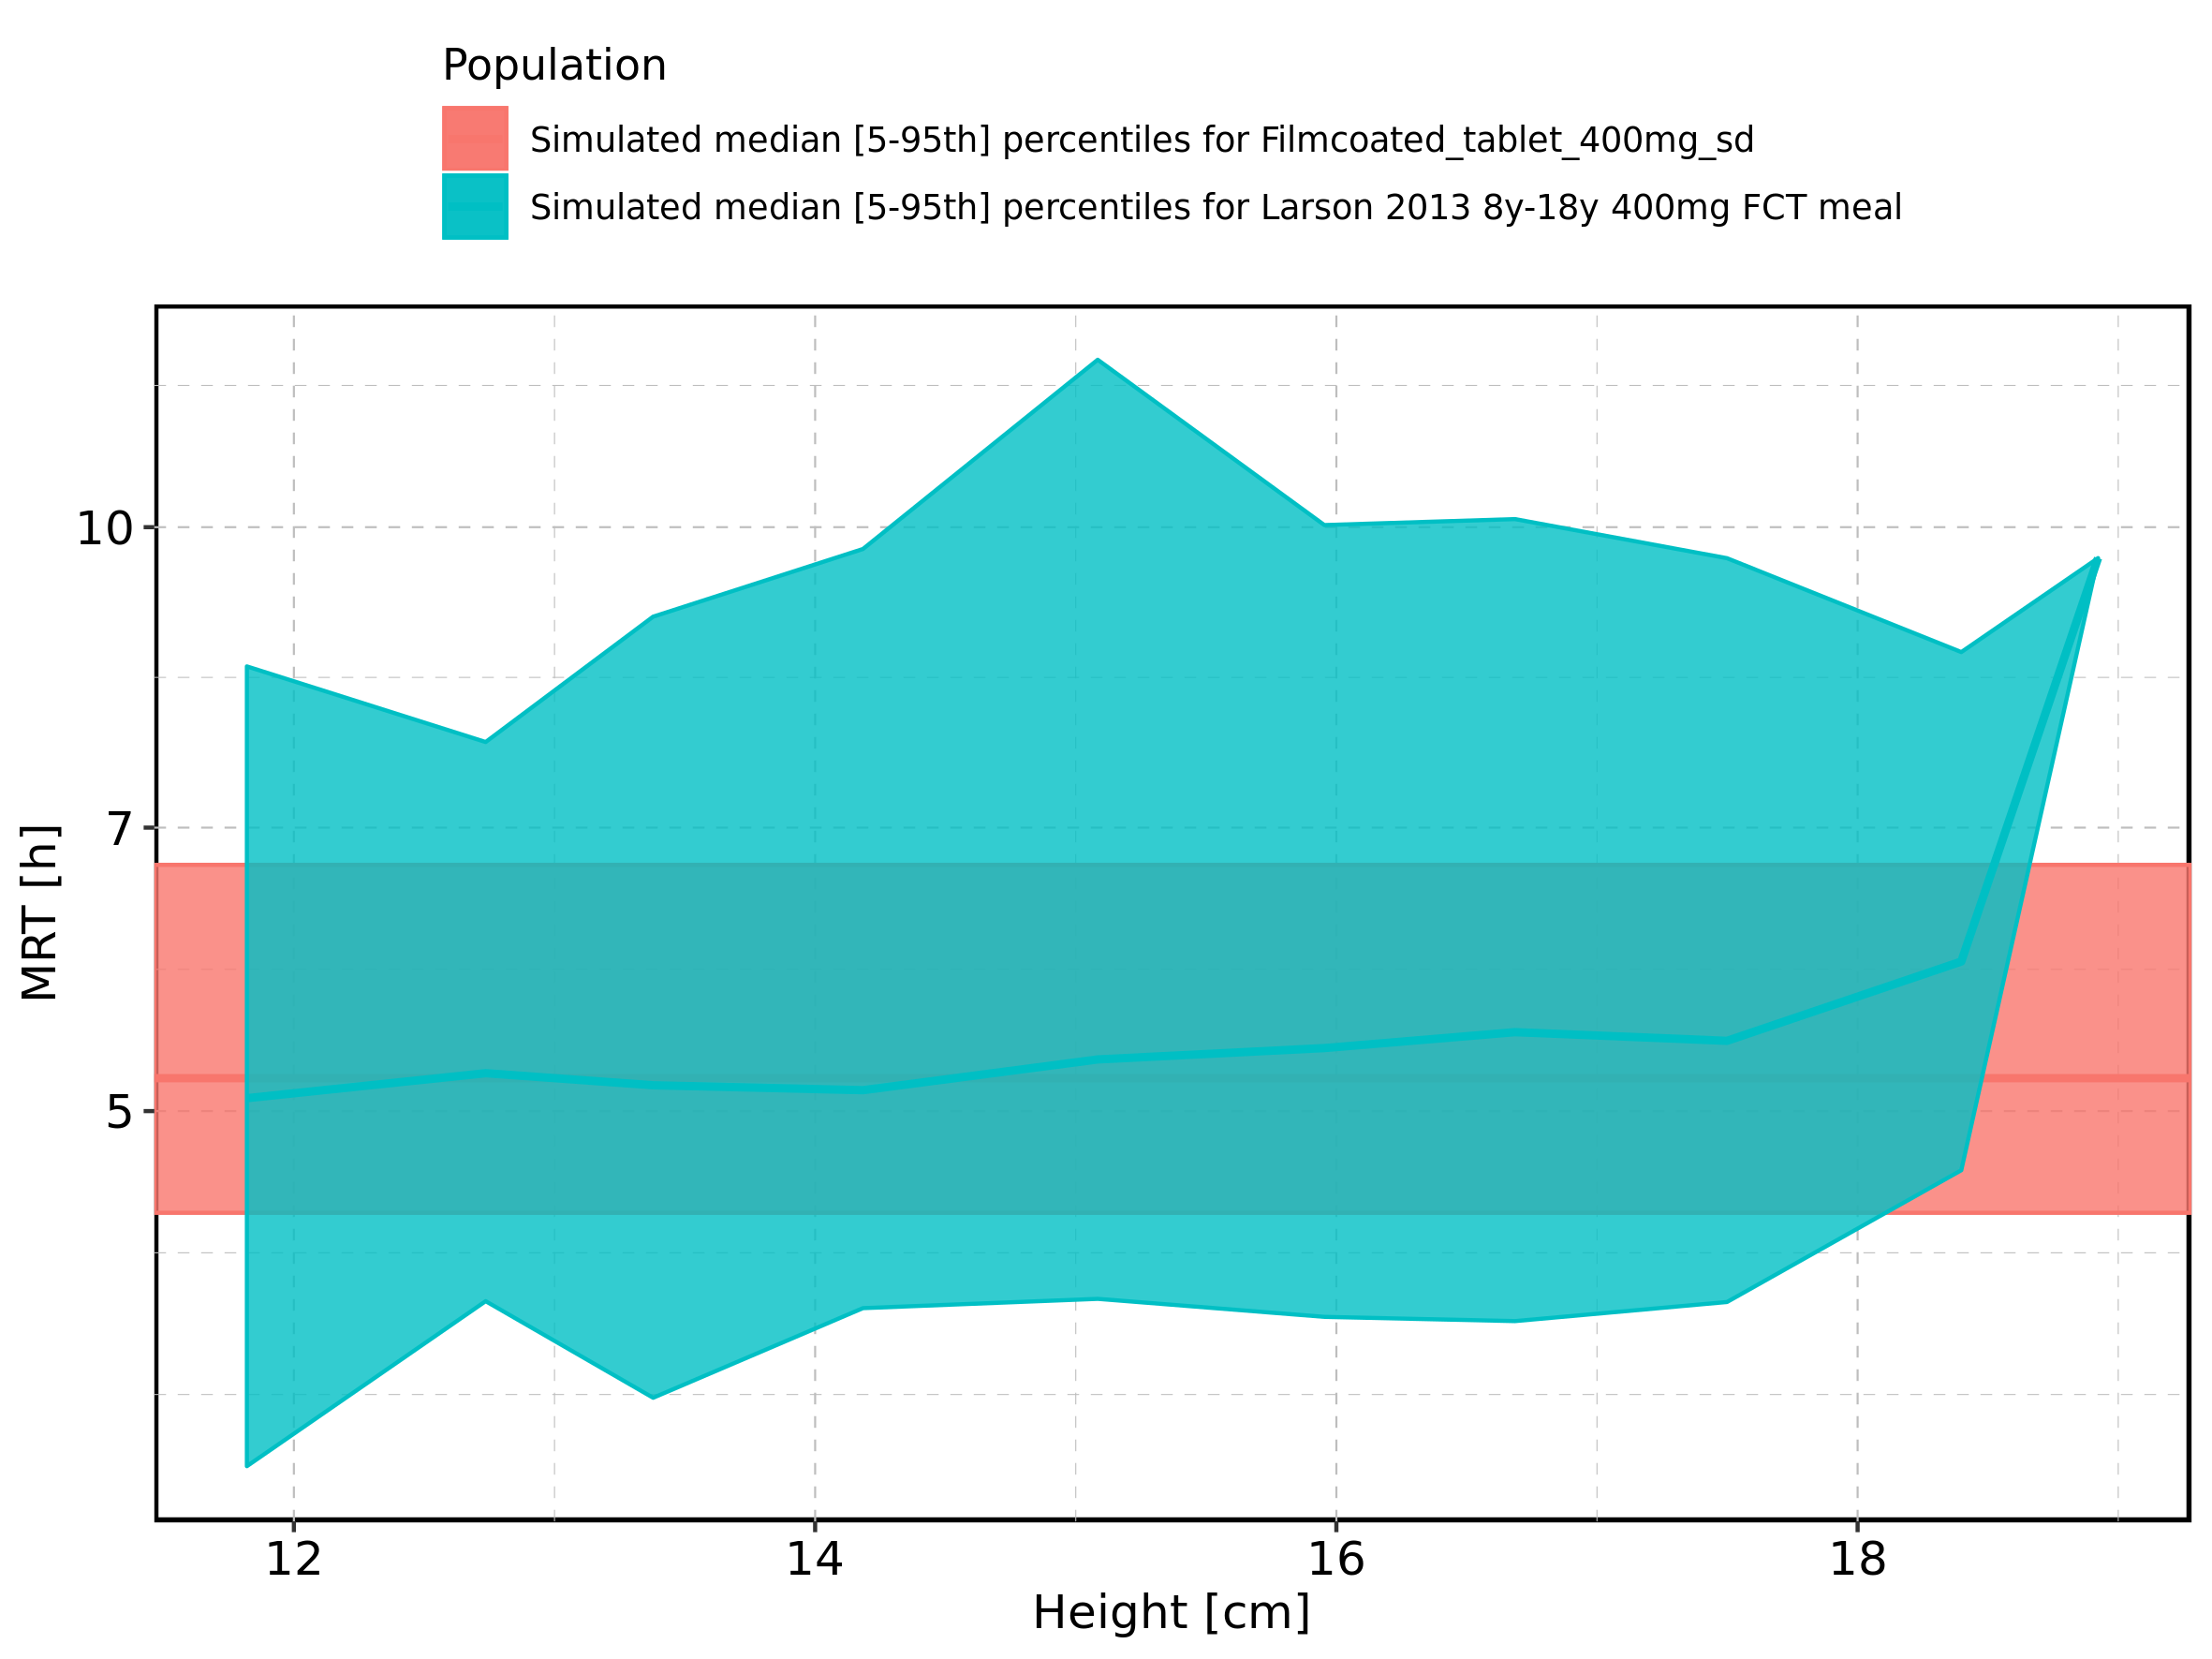 Population
Simulated median [5-95th] percentiles for Filmcoated_tablet_400mg_sd
Simulated median [5-95th] percentiles for Larson 2013 8y-18y 400mg FCT meal
10
7
5
MRT [h]
12 14 16 18
Height [cm]